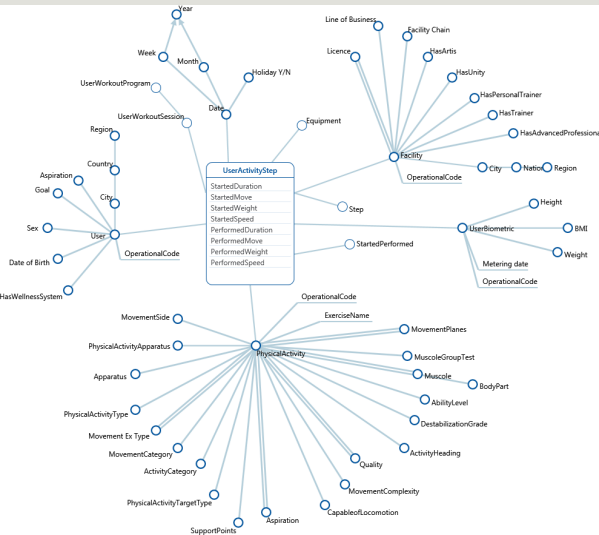 Year
Line of Business
Facility Chain
Week
Month
Licence
HasArtis
Holiday Y/N
HasUnity
UserWorkoutProgram
HasPersonalTrainer
Date
UserWorkoutSession
Equipment
HasTrainer
Region
HasAdvancedProfessiona
Facility
Country
UserActivityStep
City
Nation
Region
Aspiration
OperationalCode
StartedDuration
StartedMove
StartedWeight
StartedSpeed
PerformedDuration
PerformedMove
PerformedWeight
PerformedSpeed
Goal
City
Step
Height
Sex
User
UserBiometric
BMI
StartedPerformed
OperationalCode
Weight
Date of Birth
Metering date
OperationalCode
HasWellnessSystem
OperationalCode
MovementSide
ExerciseName
MovementPlanes
PhysicalActivityApparatus
PhysicalActivity
MuscoleGroupTest
Apparatus
Muscole
BodyPart
AbilityLevel
PhysicalActivityType
DestabilizationGrade
Movement Ex Type
MovementCategory
ActivityHeading
ActivityCategory
Quality
MovementComplexity
PhysicalActivityTargetType
CapableofLocomotion
Aspiration
SupportPoints